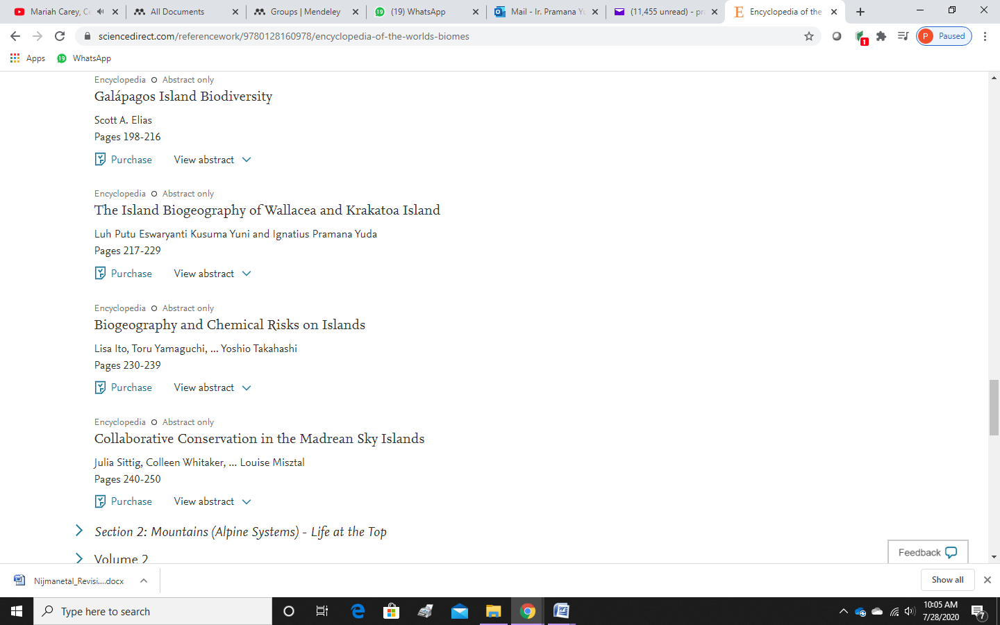 Mariah Carey, Ce
All Documents
Groups | Mendeley
(19) WhatsApp
Mail - Ir. Pramana Yu
(11,455 unread) - pr
Encyclopedia of the
sciencedirect.com/referencework/9780128160978/encyclopedia-of-the-worlds-biomes
1
P Paused
Apps
19 WhatsApp
Encyclopedia Abstract only
Galápagos Island Biodiversity
Scott A. Elias
Pages 198-216
Purchase View abstract
Encyclopedia Abstract only
The Island Biogeography of Wallacea and Krakatoa Island
Luh Putu Eswaryanti Kusuma Yuni and Ignatius Pramana Yuda
Pages 217-229
Purchase View abstract
Encyclopedia Abstract only
Biogeography and Chemical Risks on Islands
Lisa Ito, Toru Yamaguchi, ... Yoshio Takahashi
Pages 230-239
Purchase View abstract
Encyclopedia Abstract only
Collaborative Conservation in the Madrean Sky Islands
Julia Sittig, Colleen Whitaker, ... Louise Misztal
Pages 240-250
Purchase View abstract
Section 2: Mountains (Alpine Systems) - Life at the Top
Volume 2
Feedback
Nijmanetal_Revisi....docx
Show all
Type here to search
10:05 AM
7/28/2020
7